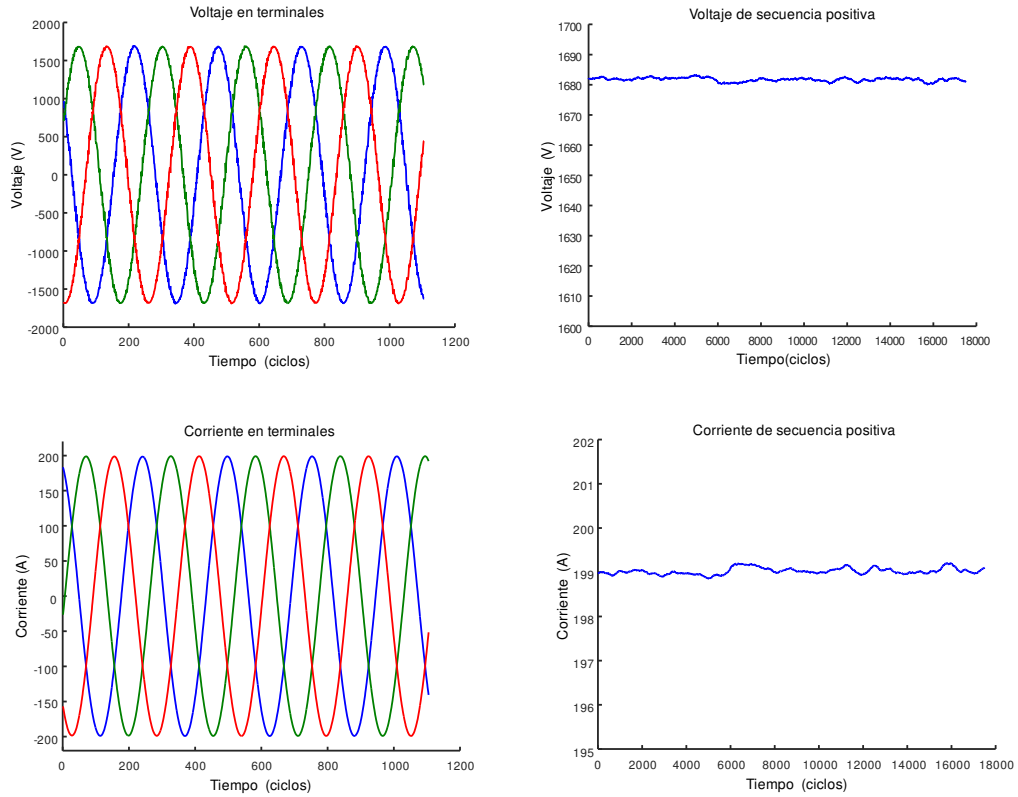 Voltaje en terminales
2000
1500
1000
500
0
-500
-1000
-1500
-2000
Voltaje (V)
0 200 400 600 800 1000 1200
Tiempo (ciclos)
Voltaje de secuencia positiva
1700
1690
1680
1670
1660
1650
1640
1630
1620
1610
1600
Voltaje (V)
0 2000 4000 6000 8000 10000 12000 14000 16000 18000
Tiempo(ciclos)
Corriente en terminales
200
150
100
50
0
-50
-100
-150
-200
Corriente (A)
0 200 400 600 800 1000 1200
Tiempo (ciclos)
Corriente de secuencia positiva
202
201
200
199
198
197
196
195
Corriente (A)
0 2000 4000 6000 8000 10000 12000 14000 16000 18000
Tiempo (ciclos)